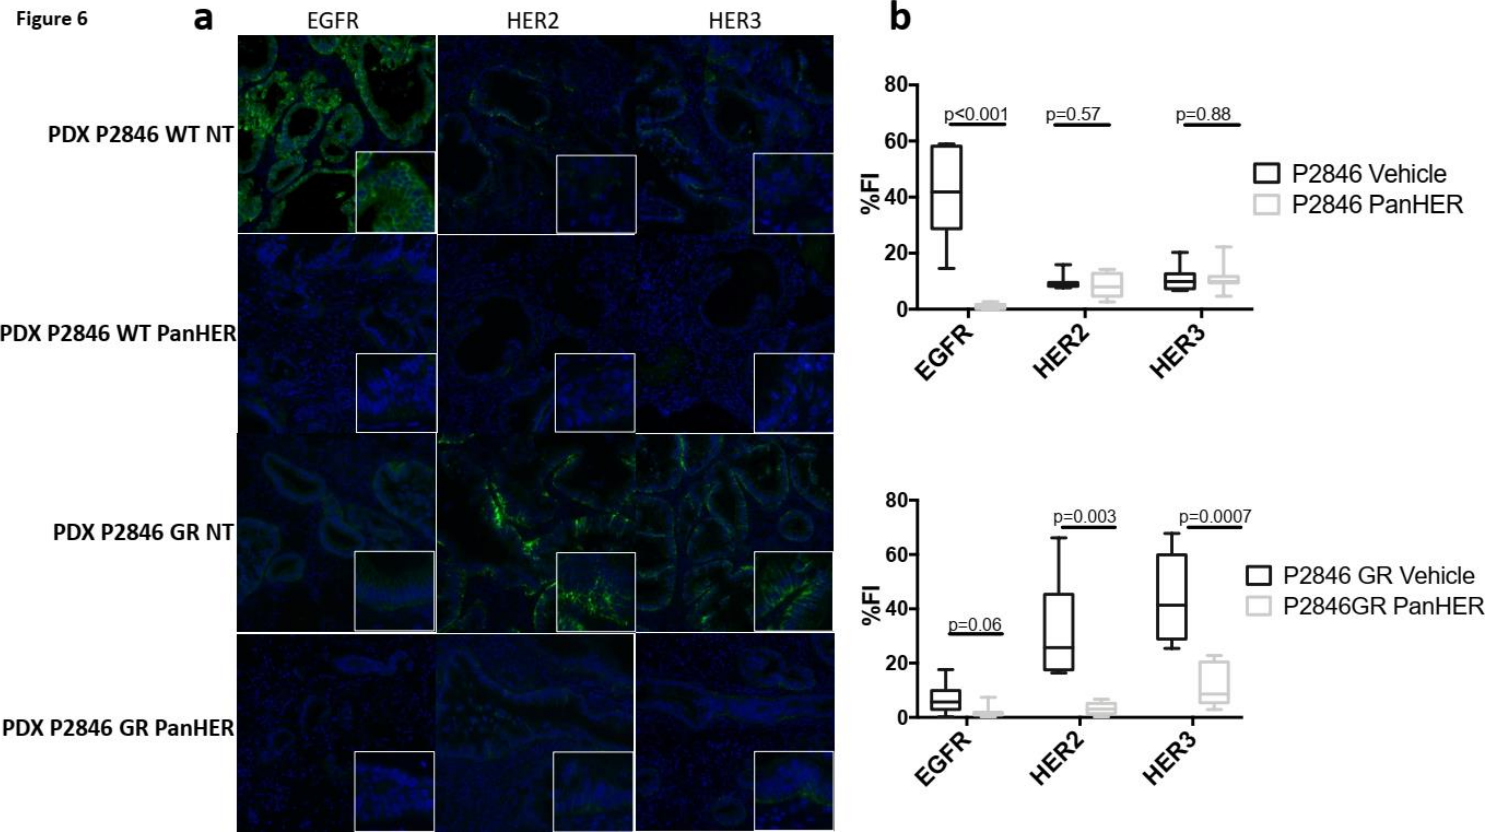 Figure 6
a
EGFR
HER2
HER3
PDX P2846 WT NT
PDX P2846 WT PanHER
PDX P2846 GR NT
PDX P2846 GR PanHER
b
80
60
40
20
0
%FI
p<0.001
p=0.57
p=0.88
EGFR
HER2
HER3
P2846 Vehicle
P2846 PanHER
80
60
40
20
0
%FI
p=0.06
p=0.003
p=0.0007
EGFR
HER2
HER3
P2846 GR Vehicle
P2846GR PanHER